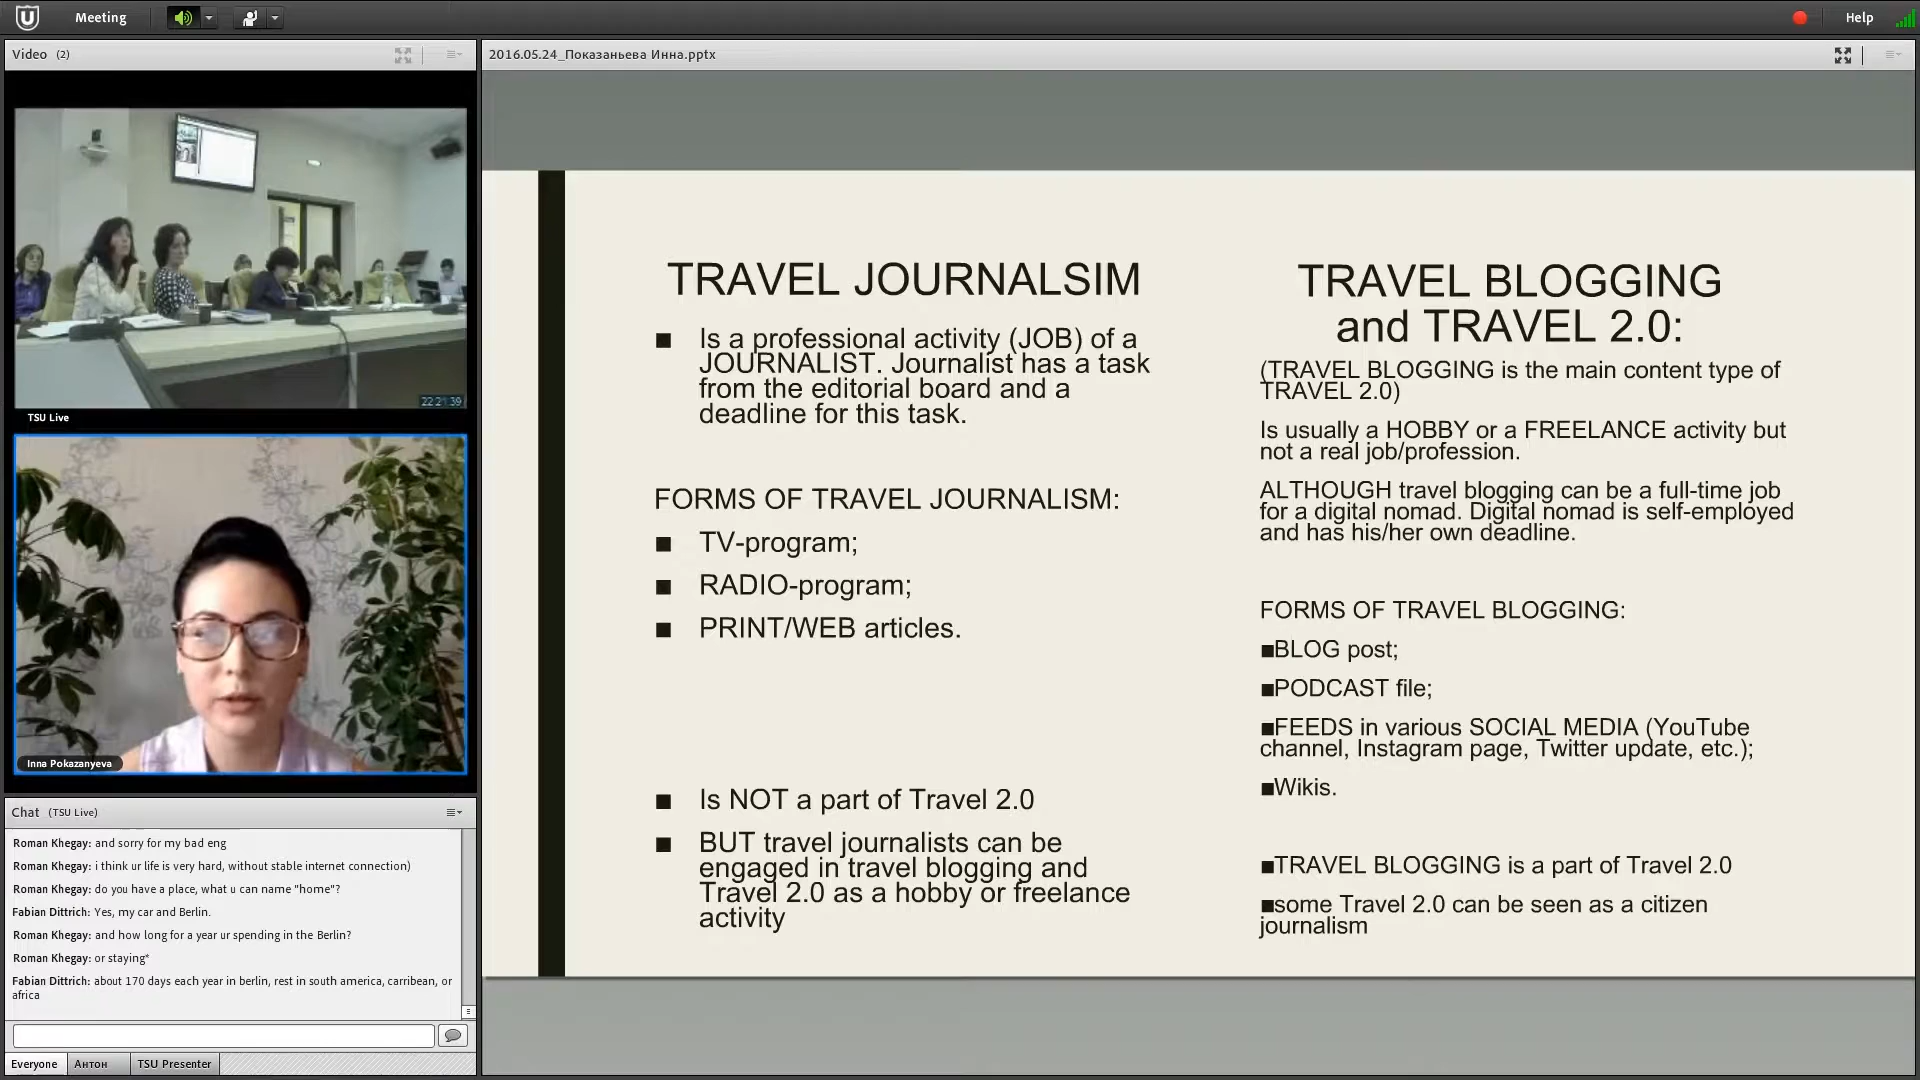 Meeting
Help
Video (2)
22:21:39
TSU Live
Inna Pokazanyeva
Chat (TSU Live)
Roman Khegay: and sorry for my bad eng
Roman Khegay: i think ur life is very hard, without stable internet connection)
Roman Khegay: do you have a place, what u can name "home"?
Fabian Dittrich: Yes, my car and Berlin.
Roman Khegay: and how long for a year ur spending in the Berlin?
Roman Khegay: or staying*
Fabian Dittrich: about 170 days each year in berlin, rest in south america, carribean, or
africa
Everyone
Антон
TSU Presenter
2016.05.24_Показаньева Инна.pptx
TRAVEL JOURNALSIM
■ Is a professional activity (JOB) of a
JOURNALIST. Journalist has a task
from the editorial board and a
deadline for this task.
FORMS OF TRAVEL JOURNALISM:
■ TV-program;
■ RADIO-program;
■ PRINT/WEB articles.
■ Is NOT a part of Travel 2.0
■ BUT travel journalists can be
engaged in travel blogging and
Travel 2.0 as a hobby or freelance
activity
TRAVEL BLOGGING
and TRAVEL 2.0:
(TRAVEL BLOGGING is the main content type of
TRAVEL 2.0)
Is usually a HOBBY or a FREELANCE activity but
not a real job/profession.
ALTHOUGH travel blogging can be a full-time job
for a digital nomad. Digital nomad is self-employed
and has his/her own deadline.
FORMS OF TRAVEL BLOGGING:
■BLOG post;
■PODCAST file;
■FEEDS in various SOCIAL MEDIA (YouTube
channel, Instagram page, Twitter update, etc.);
■Wikis.
■TRAVEL BLOGGING is a part of Travel 2.0
■some Travel 2.0 can be seen as a citizen
journalism